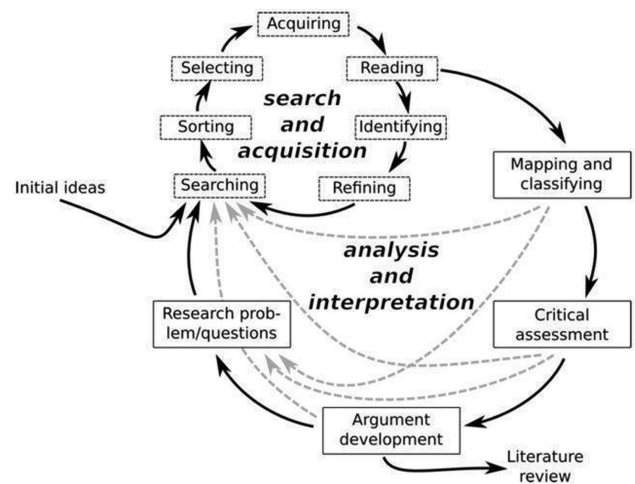 Acquiring
Selecting
Reading
search
and
acquisition
Sorting
Identifying
Mapping and
classifying
Initial ideas
Searching
Refining
analysis
and
interpretation
Research prob-
lem/questions
Critical
assessment
Argument
development
Literature
review